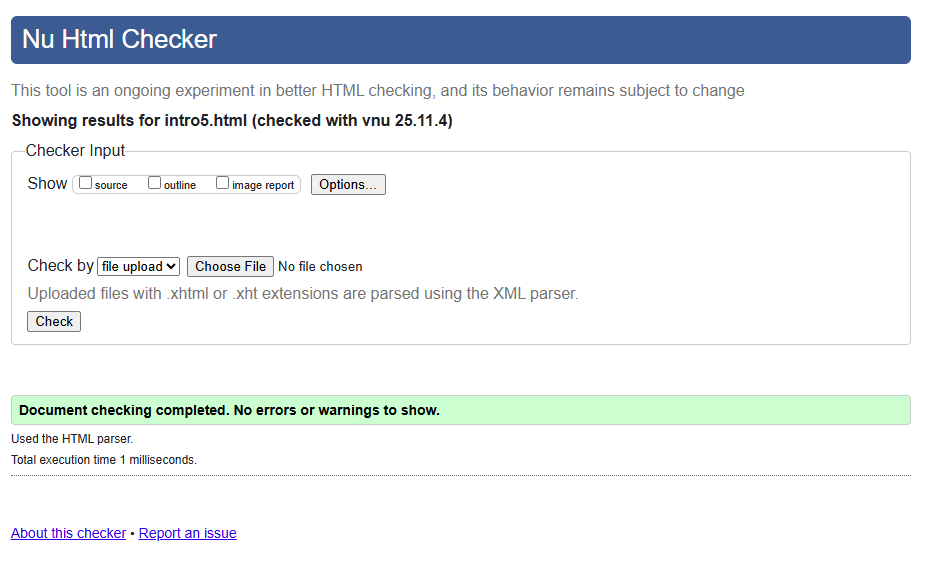 Nu Html Checker
This tool is an ongoing experiment in better HTML checking, and its behavior remains subject to change
Showing results for intro5.html (checked with vnu 25.11.4)
Checker Input
Show source outline image report Options...
Check by file upload Choose File No file chosen
Uploaded files with .xhtml or .xht extensions are parsed using the XML parser.
Check
Document checking completed. No errors or warnings to show.
Used the HTML parser.
Total execution time 1 milliseconds.
About this checker • Report an issue